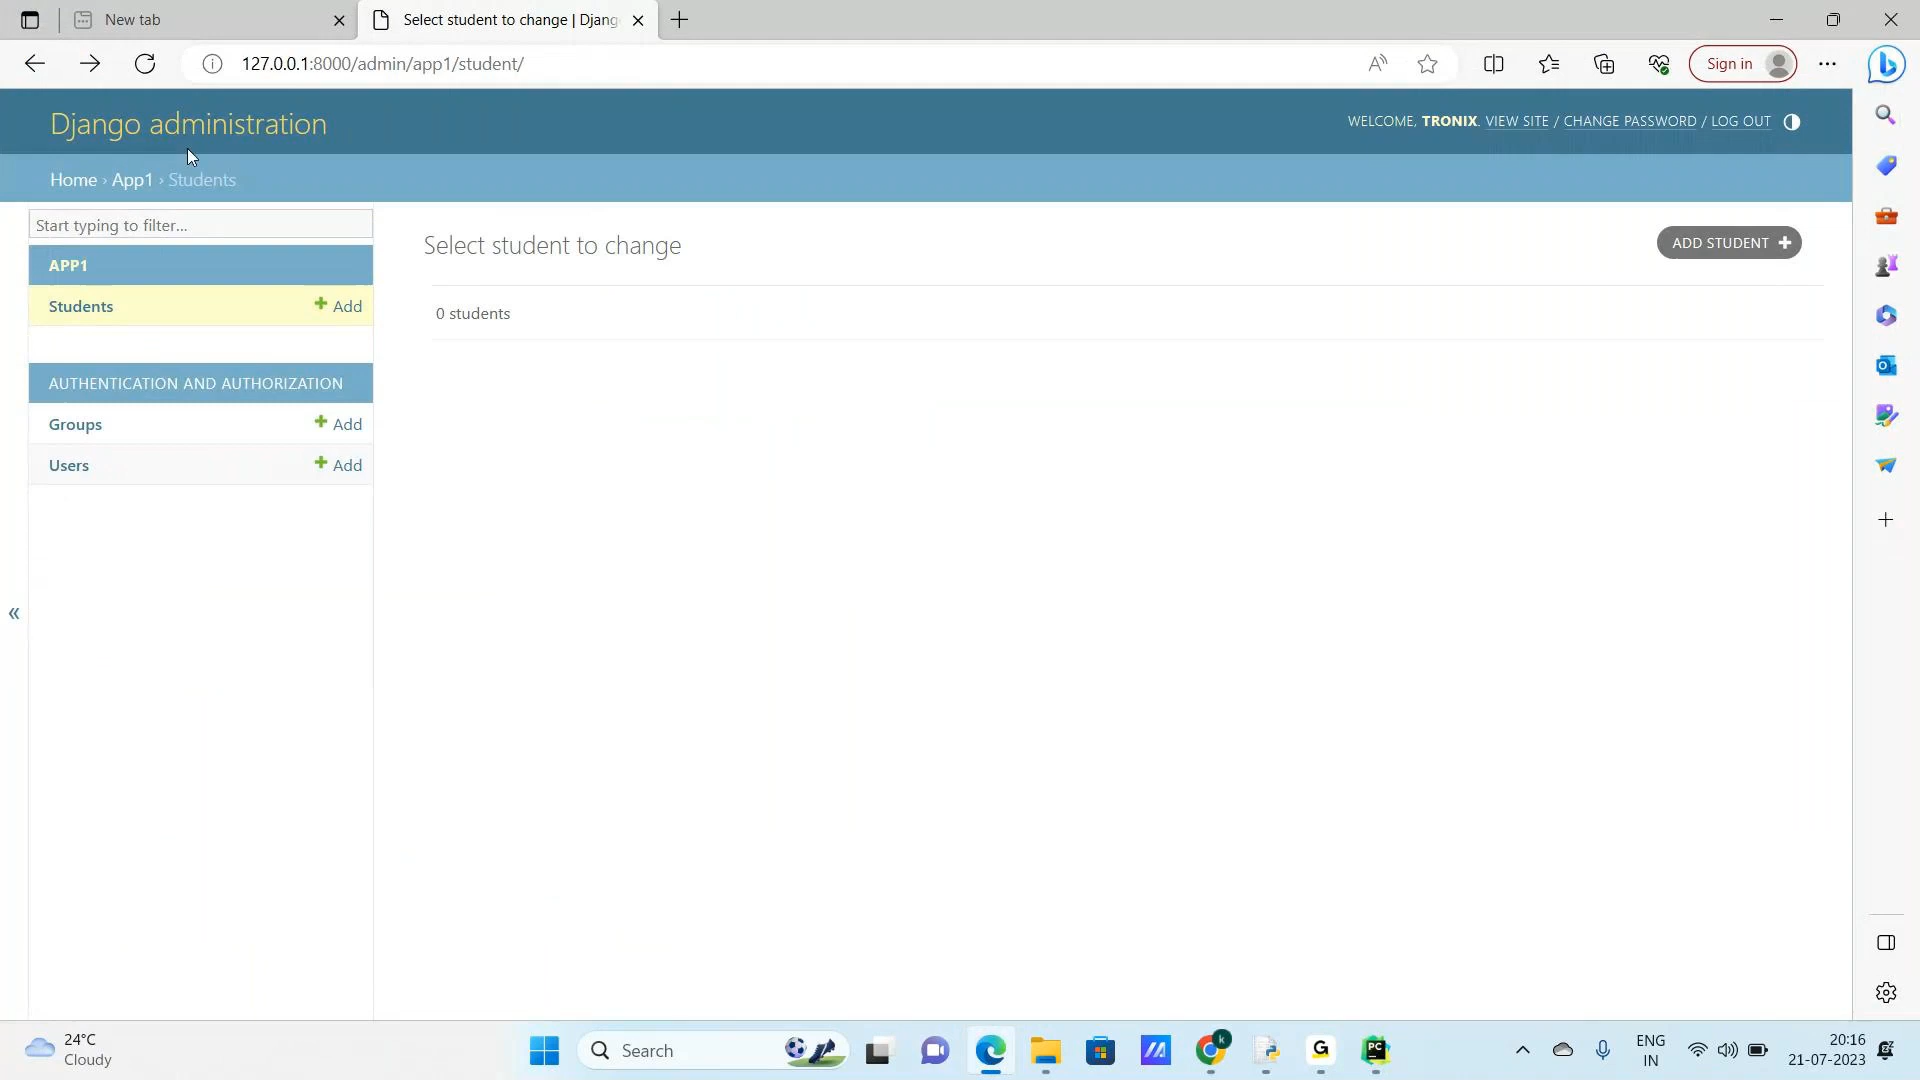 New tab
Select student to change | Djang
127.0.0.1:8000/admin/app1/student/
Sign in
Django administration
WELCOME, TRONIX. VIEW SITE / CHANGE PASSWORD / LOG OUT
Home › App1 › Students
Start typing to filter...
Select student to change
ADD STUDENT +
APP1
Students + Add
0 students
AUTHENTICATION AND AUTHORIZATION
Groups + Add
Users + Add
«
24°C
Cloudy
Search
k
G
PC
ENG
IN
20:16
21-07-2023